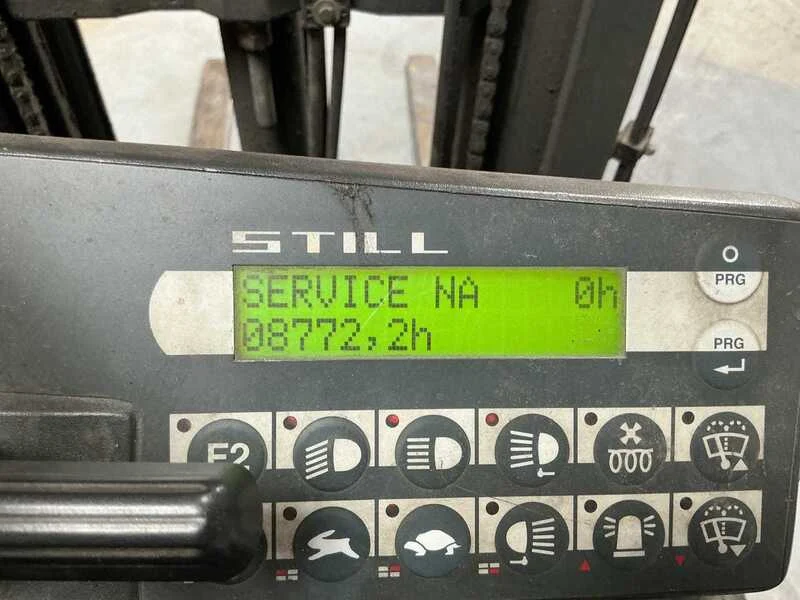 STILL
SERVICE NA 0h
08772,2h
O
PRG
PRG
F2